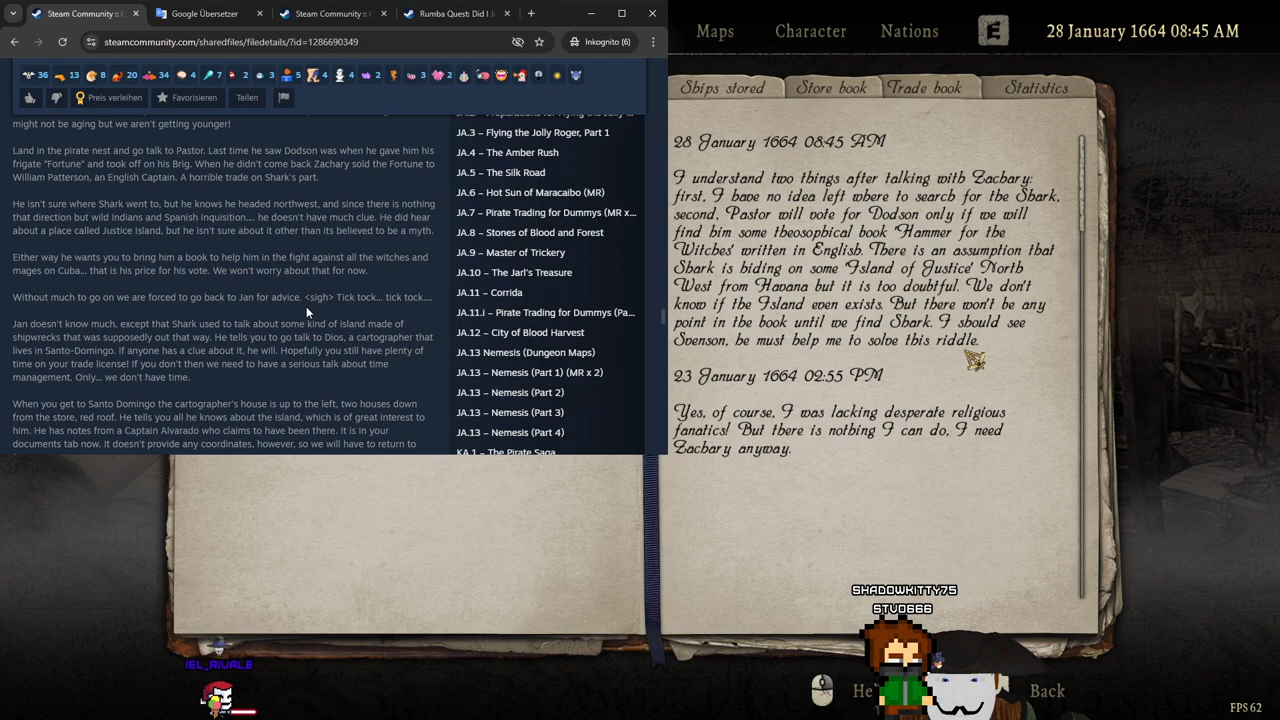 Steam Community :: G
Google Übersetzer
Steam Community :: G
Rumba Quest: Did I J
steamcommunity.com/sharedfiles/filedetails/?id=1286690349
Inkognito (6)
36 13 8 20 34 4 7 2 3 5 4 4 2 3 2
Preis verleihen
Favorisieren
Teilen
might not be aging but we aren't getting younger!
Land in the pirate nest and go talk to Pastor. Last time he saw Dodson was when he gave him his
frigate "Fortune" and took off on his Brig. When he didn't come back Zachary sold the Fortune to
William Patterson, an English Captain. A horrible trade on Shark's part.
He isn't sure where Shark went to, but he knows he headed northwest, and since there is nothing
that direction but wild Indians and Spanish Inquisition.... he doesn't have much clue. He did hear
about a place called Justice Island, but he isn't sure about it other than its believed to be a myth.
Either way he wants you to bring him a book to help him in the fight against all the witches and
mages on Cuba... that is his price for his vote. We won't worry about that for now.
Without much to go on we are forced to go back to Jan for advice. <sigh> Tick tock... tick tock....
Jan doesn't know much, except that Shark used to talk about some kind of island made of
shipwrecks that was supposedly out that way. He tells you to go talk to Dios, a cartographer that
lives in Santo-Domingo. If anyone has a clue about it, he will. Hopefully you still have plenty of
time on your trade license! If you don't then we need to have a serious talk about time
management. Only... we don't have time.
When you get to Santo Domingo the cartographer's house is up to the left, two houses down
from the store, red roof. He tells you all he knows about the island, which is of great interest to
him. He has notes from a Captain Alvarado who claims to have been there. It is in your
documents tab now. It doesn't provide any coordinates, however, so we will have to return to
JA.3 – Flying the Jolly Roger, Part 1
JA.4 – The Amber Rush
JA.5 – The Silk Road
JA.6 – Hot Sun of Maracaibo (MR)
JA.7 – Pirate Trading for Dummys (MR x...
JA.8 – Stones of Blood and Forest
JA.9 – Master of Trickery
JA.10 – The Jarl's Treasure
JA.11 – Corrida
JA.11.i – Pirate Trading for Dummys (Pa...
JA.12 – City of Blood Harvest
JA.13 Nemesis (Dungeon Maps)
JA.13 – Nemesis (Part 1) (MR x 2)
JA.13 – Nemesis (Part 2)
JA.13 – Nemesis (Part 3)
JA.13 – Nemesis (Part 4)
KA.1 – The Pirate Saga
Maps
Character
Nations
E
28 January 1664 08:45 AM
Ships stored
Store book
Trade book
Statistics
28 January 1664 08:45 AM
I understand two things after talking with Zachary:
first, I have no idea left where to search for the Shark,
second, Pastor will vote for Dodson only if we will
find him some theosophical book 'Hammer for the
Witches' written in English. There is an assumption that
Shark is hiding on some 'Island of Justice' North
West from Havana but it is too doubtful. We don't
know if the Island even exists. But there won't be any
point in the book until we find Shark. I should see
Svenson, he must help me to solve this riddle.
23 January 1664 02:55 PM
Yes, of course, I was lacking desperate religious
fanatics! But there is nothing I can do, I need
Zachary anyway.
SHADOWKITTY75
STVO666
IEL_RIVALE
He
Back
FPS 62